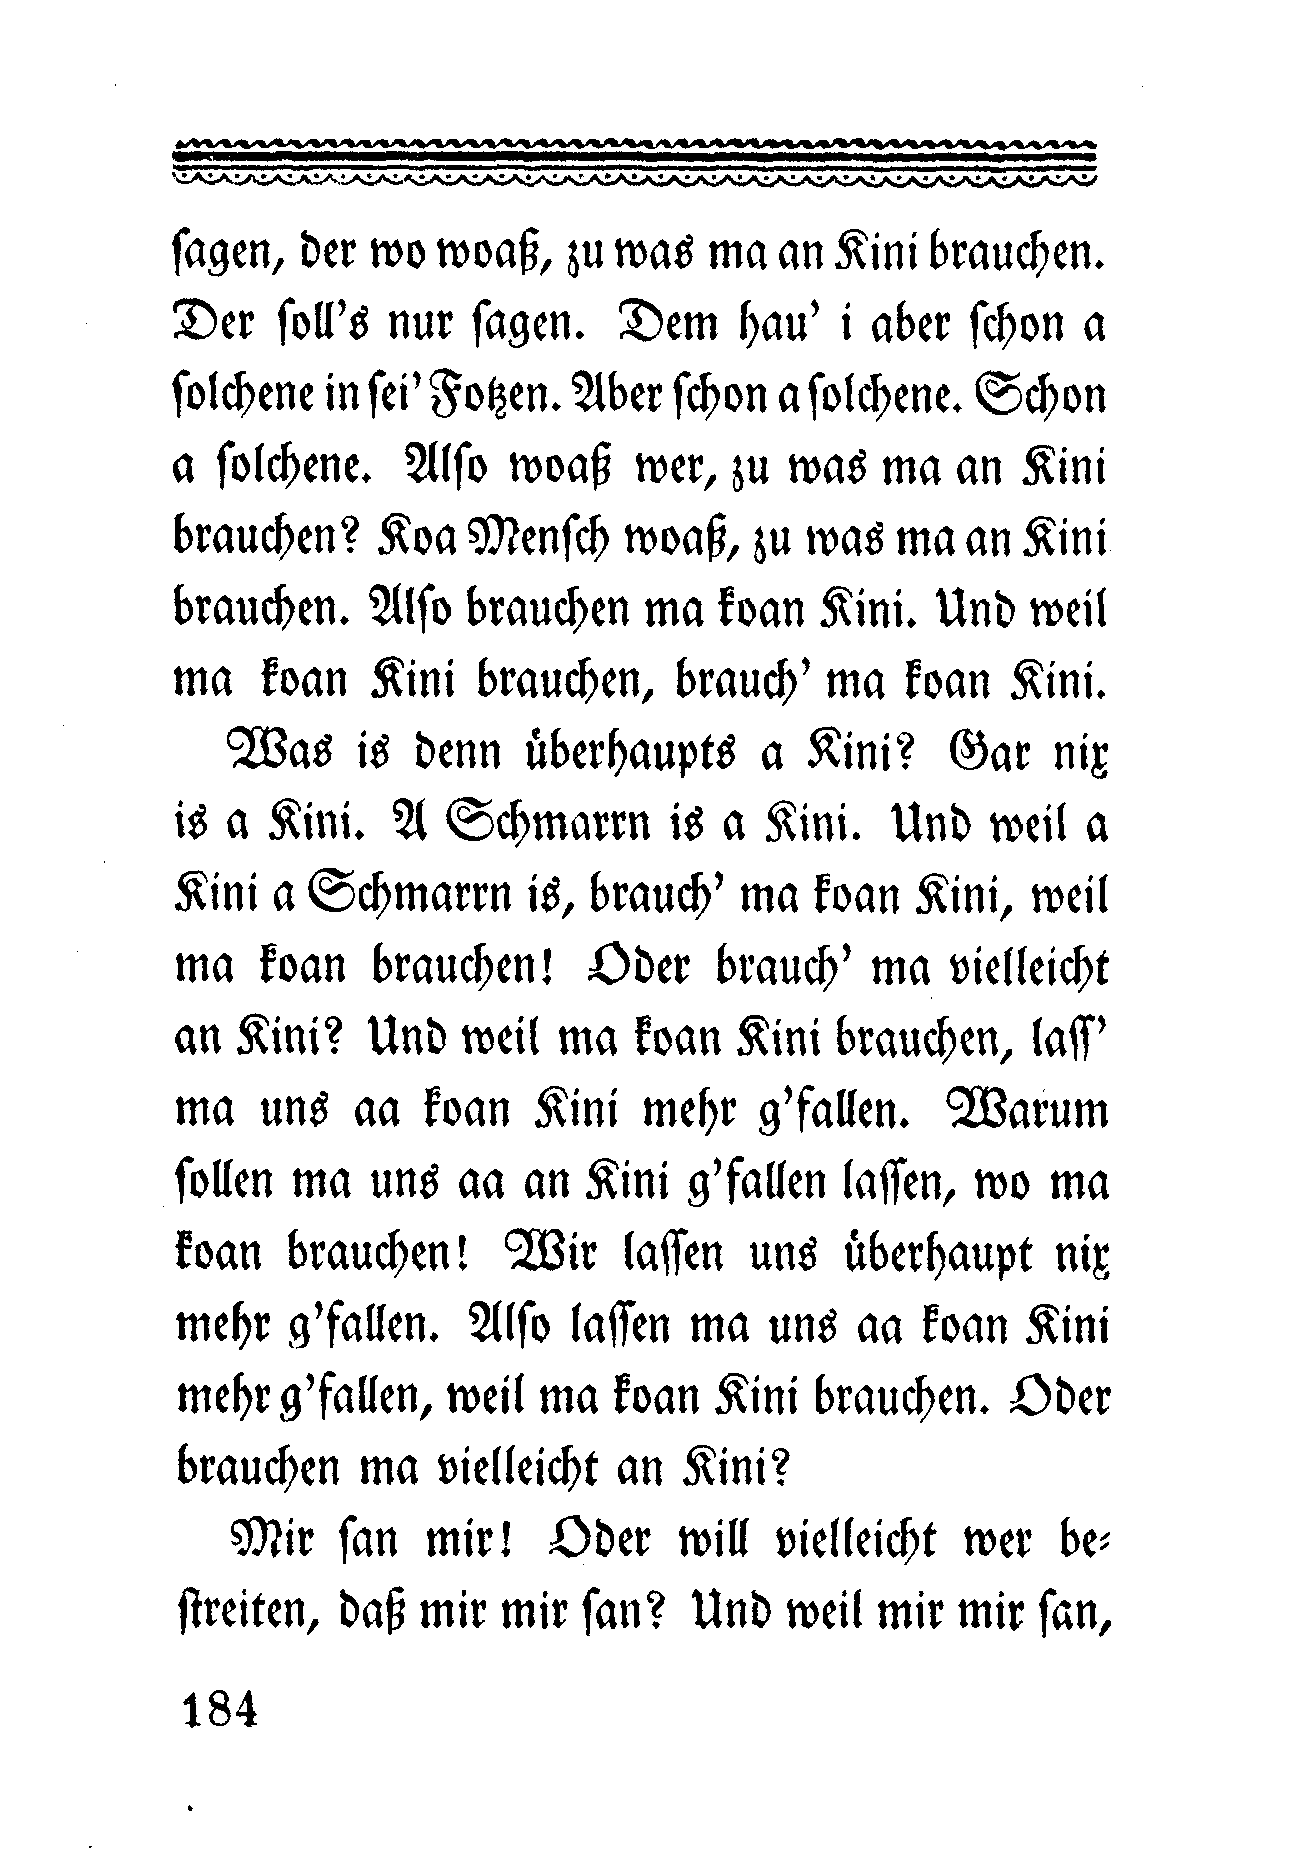 sagen, der wo woaß, zu was ma an Kini brauchen.
Der soll's nur sagen. Dem hau' i aber schon a
solchene in sei' Fotzen. Aber schon a solchene. Schon
a solchene. Also woaß wer, zu was ma an Kini
brauchen? Koa Mensch woaß, zu was ma an Kini
brauchen. Also brauchen ma koan Kini. Und weil
ma koan Kini brauchen, brauch' ma koan Kini.
Was is denn überhaupts a Kini? Gar nix
is a Kini. A Schmarrn is a Kini. Und weil a
Kini a Schmarrn is, brauch' ma koan Kini, weil
ma koan brauchen! Oder brauch' ma vielleicht
an Kini? Und weil ma koan Kini brauchen, lass'
ma uns aa koan Kini mehr g'fallen. Warum
sollen ma uns aa an Kini g'fallen lassen, wo ma
koan brauchen! Wir lassen uns überhaupt nix
mehr g'fallen. Also lassen ma uns aa koan Kini
mehr g'fallen, weil ma koan Kini brauchen. Oder
brauchen ma vielleicht an Kini?
Mir san mir! Oder will vielleicht wer be-
streiten, daß mir mir san? Und weil mir mir san,
184